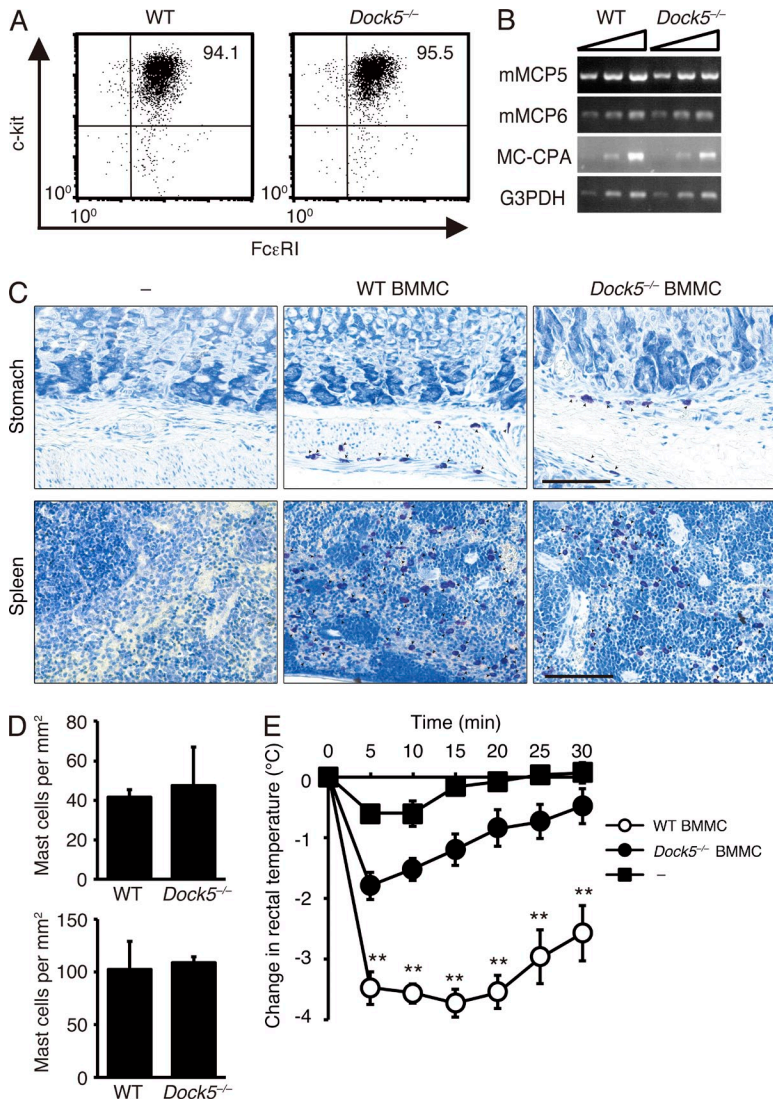 A
WT
Dock5–/–
94.1
95.5
c-kit
10⁰
10⁰
10⁰
10⁰
FcεRI
B
WT
Dock5–/–
mMCP5
mMCP6
MC-CPA
G3PDH
C
–
WT BMMC
Dock5–/– BMMC
Stomach
Spleen
D
Mast cells per mm²
80
60
40
20
0
WT
Dock5–/–
Mast cells per mm²
150
100
50
0
WT
Dock5–/–
E
Time (min)
0 5 10 15 20 25 30
Change in rectal temperature (°C)
0
-1
-2
-3
-4
** ** ** ** ** **
WT BMMC
Dock5–/– BMMC
–